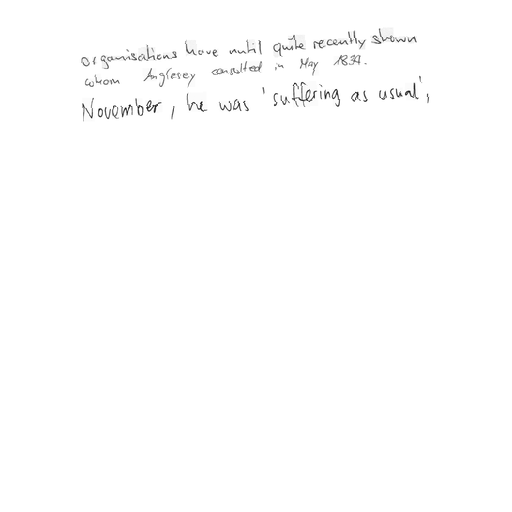 organisations have until quite recently shown
whom Anglesey consulted in May 1834.
November, he was 'suffering as usual',